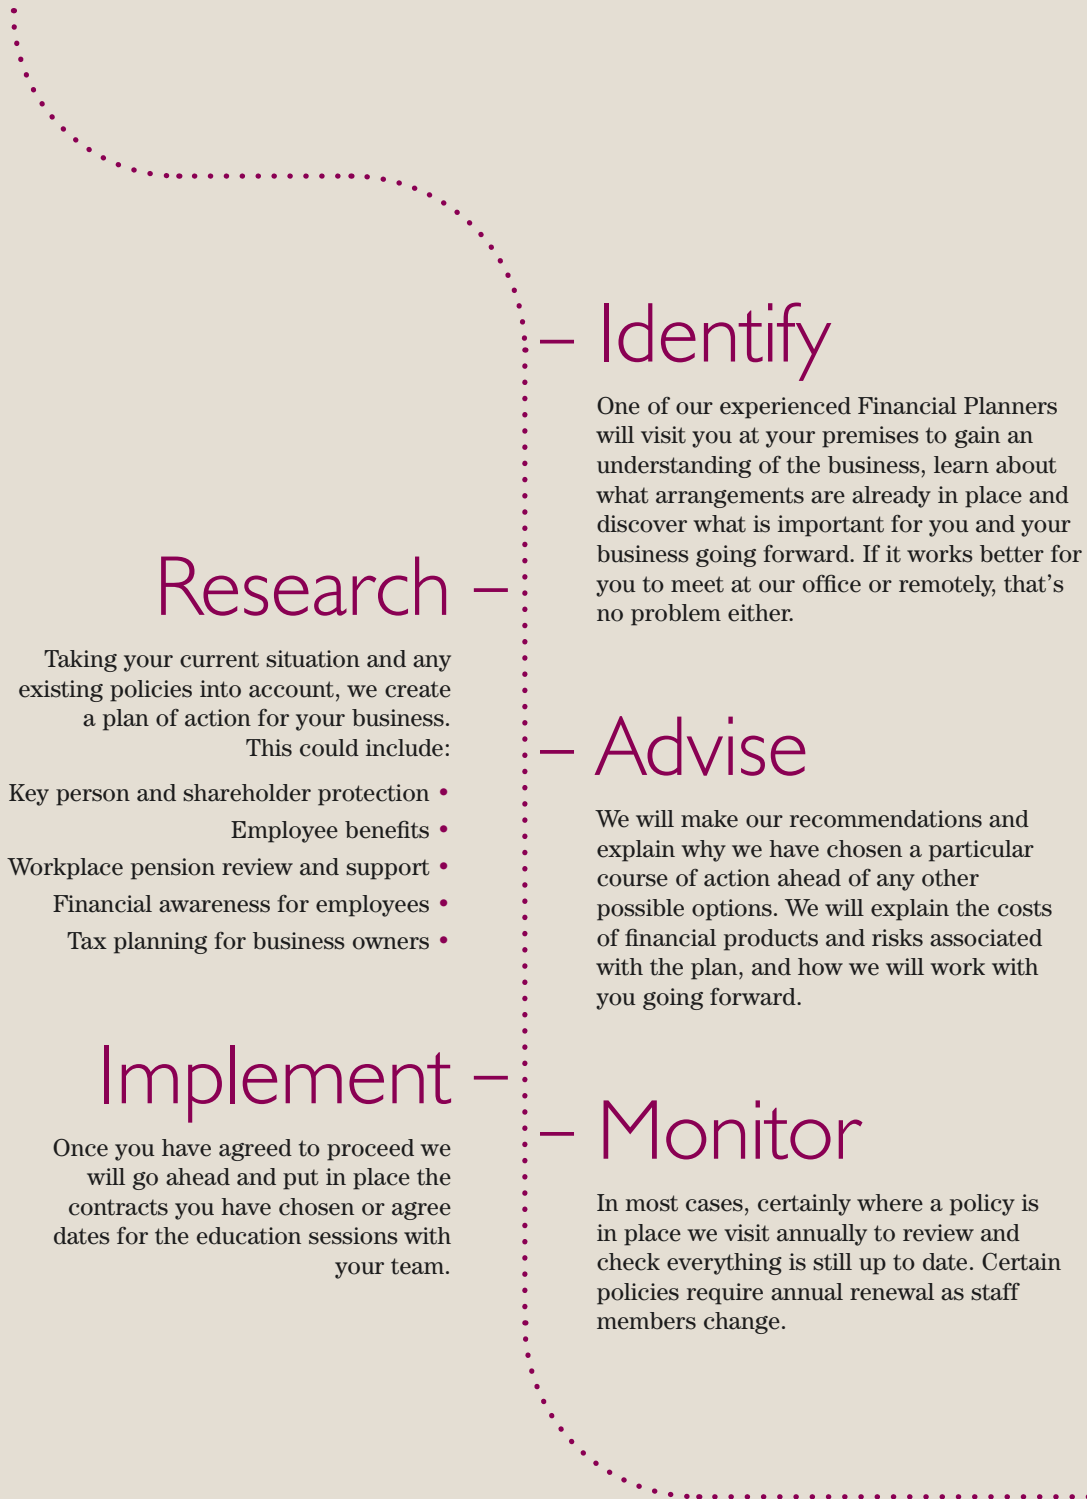 Identify
One of our experienced Financial Planners
will visit you at your premises to gain an
understanding of the business, learn about
what arrangements are already in place and
discover what is important for you and your
business going forward. If it works better for
you to meet at our office or remotely, that’s
no problem either.
Research
Taking your current situation and any
existing policies into account, we create
a plan of action for your business.
This could include:
Key person and shareholder protection •
Employee benefits •
Workplace pension review and support •
Financial awareness for employees •
Tax planning for business owners •
Advise
We will make our recommendations and
explain why we have chosen a particular
course of action ahead of any other
possible options. We will explain the costs
of financial products and risks associated
with the plan, and how we will work with
you going forward.
Implement
Once you have agreed to proceed we
will go ahead and put in place the
contracts you have chosen or agree
dates for the education sessions with
your team.
Monitor
In most cases, certainly where a policy is
in place we visit annually to review and
check everything is still up to date. Certain
policies require annual renewal as staff
members change.